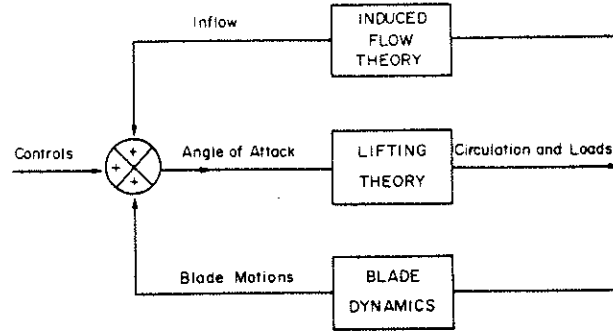 Inflow
INDUCED
FLOW
THEORY
Controls
+
+
+
Angle of Attack
LIFTING
THEORY
Circulation and Loads
Blade Motions
BLADE
DYNAMICS